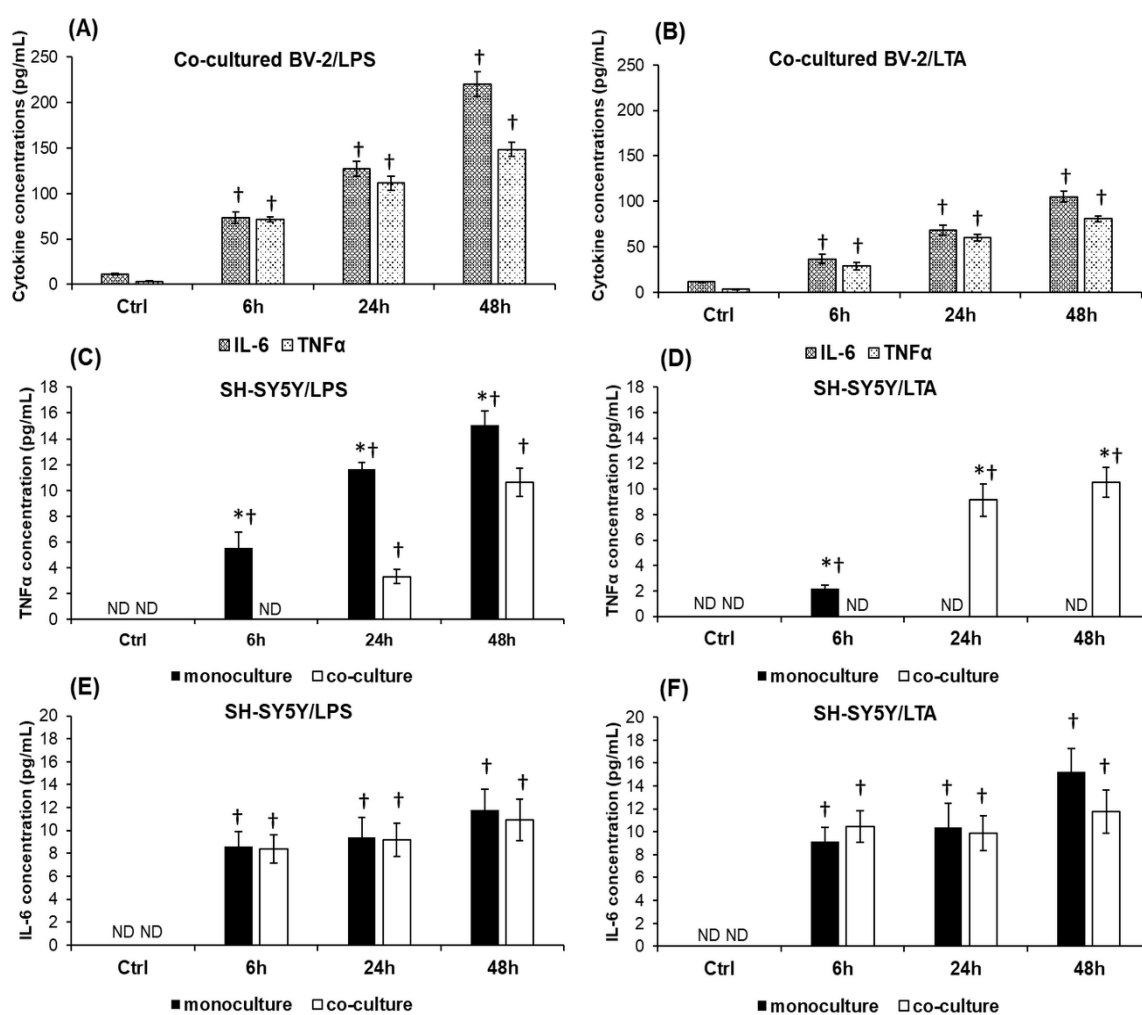 (A)
Co-cultured BV-2/LPS
Cytokine concentrations (pg/mL)
250
200
150
100
50
0
† † † † † †
Ctrl 6h 24h 48h
IL-6 TNFα
(B)
Co-cultured BV-2/LTA
Cytokine concentrations (pg/mL)
250
200
150
100
50
0
† † † † † †
Ctrl 6h 24h 48h
IL-6 TNFα
(C)
SH-SY5Y/LPS
TNFα concentration (pg/mL)
18
16
14
12
10
8
6
4
2
0
ND ND *† ND *† † *† †
Ctrl 6h 24h 48h
monoculture co-culture
(D)
SH-SY5Y/LTA
TNFα concentration (pg/mL)
18
16
14
12
10
8
6
4
2
0
ND ND *† ND ND *† ND *†
Ctrl 6h 24h 48h
monoculture co-culture
(E)
SH-SY5Y/LPS
IL-6 concentration (pg/mL)
20
18
16
14
12
10
8
6
4
2
0
ND ND † † † † † †
Ctrl 6h 24h 48h
monoculture co-culture
(F)
SH-SY5Y/LTA
IL-6 concentration (pg/mL)
20
18
16
14
12
10
8
6
4
2
0
ND ND † † † † † †
Ctrl 6h 24h 48h
monoculture co-culture